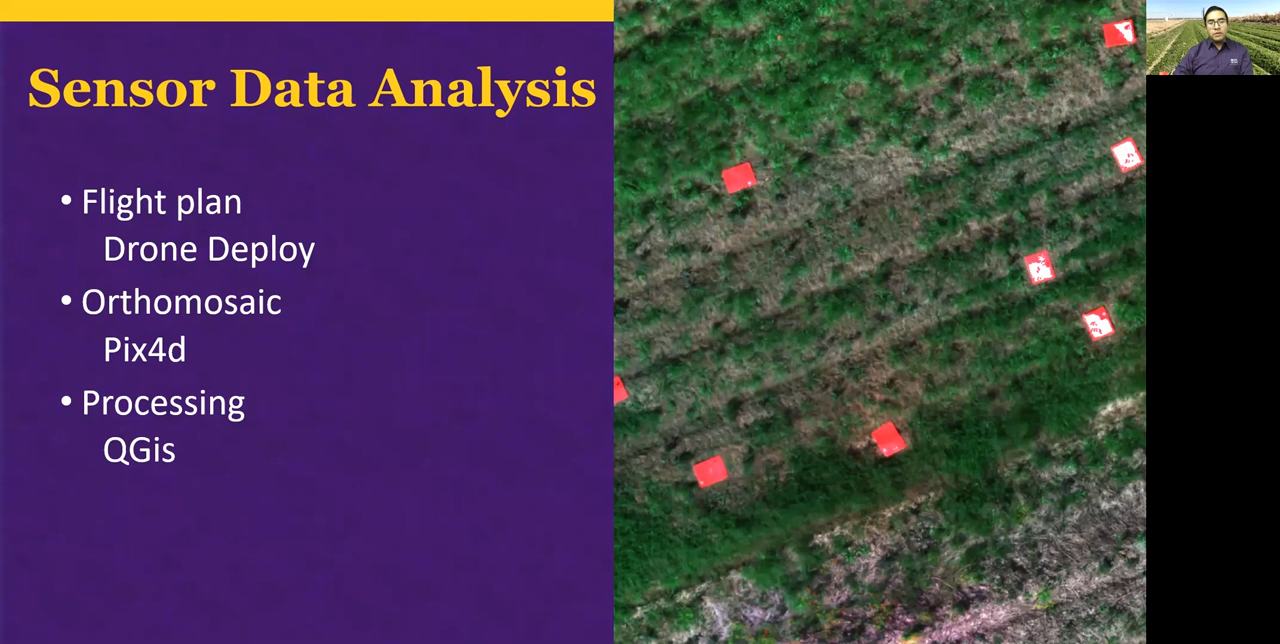 Sensor Data Analysis
• Flight plan
Drone Deploy
• Orthomosaic
Pix4d
• Processing
QGis